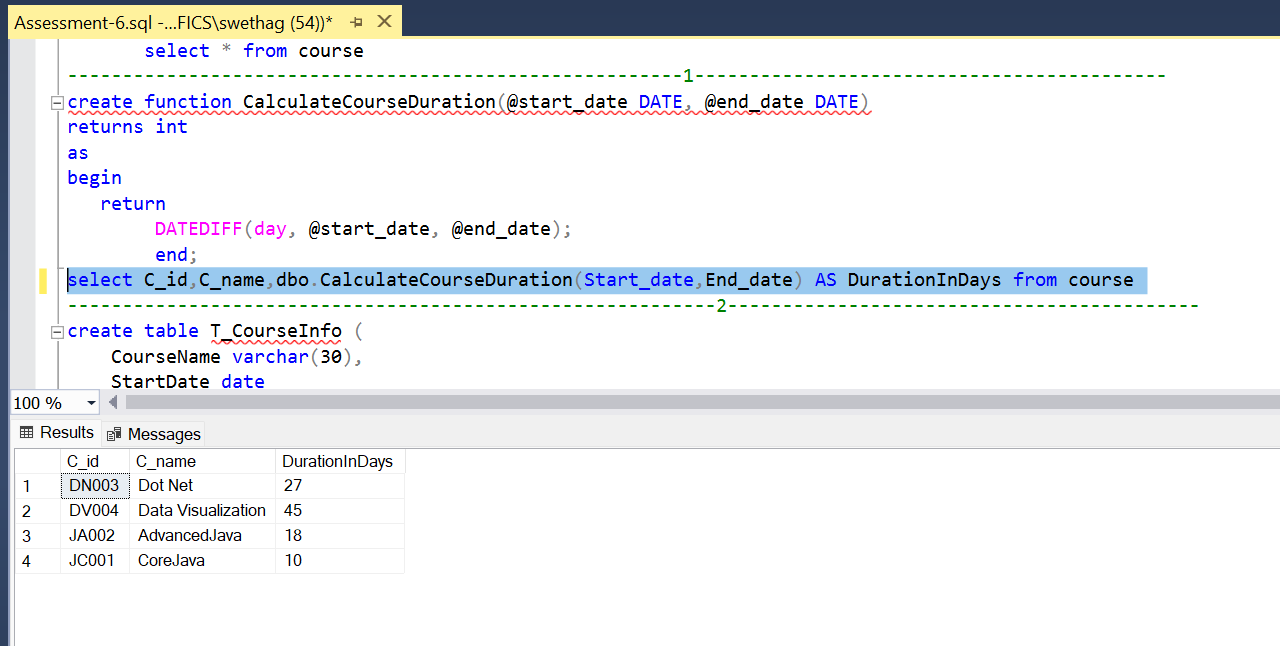 Assessment-6.sql -...FICS\swethag (54))*
select * from course
--------------------------------------------------------1-------------------------------------------
create function CalculateCourseDuration(@start_date DATE, @end_date DATE)
returns int
as
begin
return
DATEDIFF(day, @start_date, @end_date);
end;
select C_id,C_name,dbo.CalculateCourseDuration(Start_date,End_date) AS DurationInDays from course
-----------------------------------------------------------2-------------------------------------------
create table T_CourseInfo (
CourseName varchar(30),
StartDate date
100 %
Results Messages
C_id C_name DurationInDays
1 DN003 Dot Net 27
2 DV004 Data Visualization 45
3 JA002 AdvancedJava 18
4 JC001 CoreJava 10